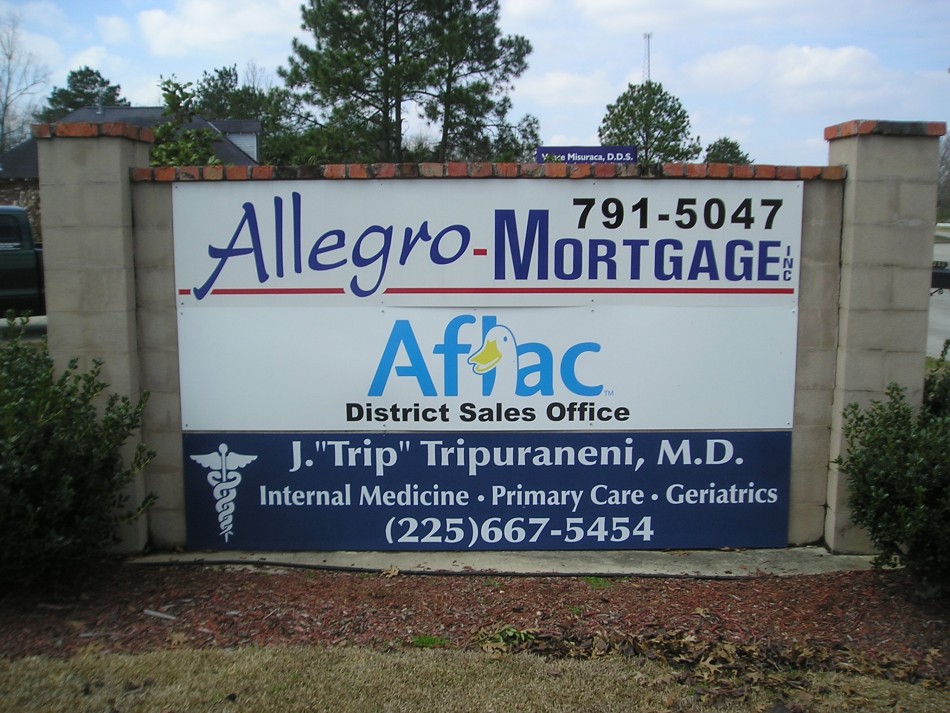 Vince Misuraca, D.D.S.
791-5047
Allegro-MORTGAGE INC
Aflac™
District Sales Office
J."Trip" Tripuraneni, M.D.
Internal Medicine • Primary Care • Geriatrics
(225)667-5454